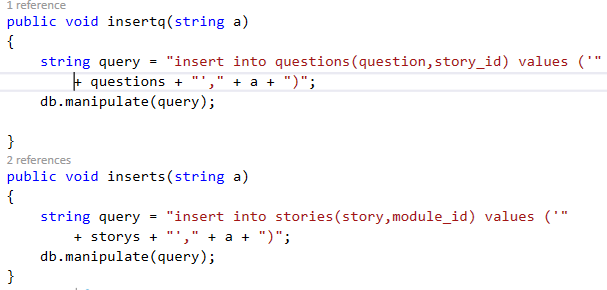 1 reference
public void insertq(string a)
{
string query = "insert into questions(question,story_id) values ('"
+ questions + "'," + a + ")";
db.manipulate(query);
}
2 references
public void inserts(string a)
{
string query = "insert into stories(story,module_id) values ('"
+ storys + "'," + a + ")";
db.manipulate(query);
}